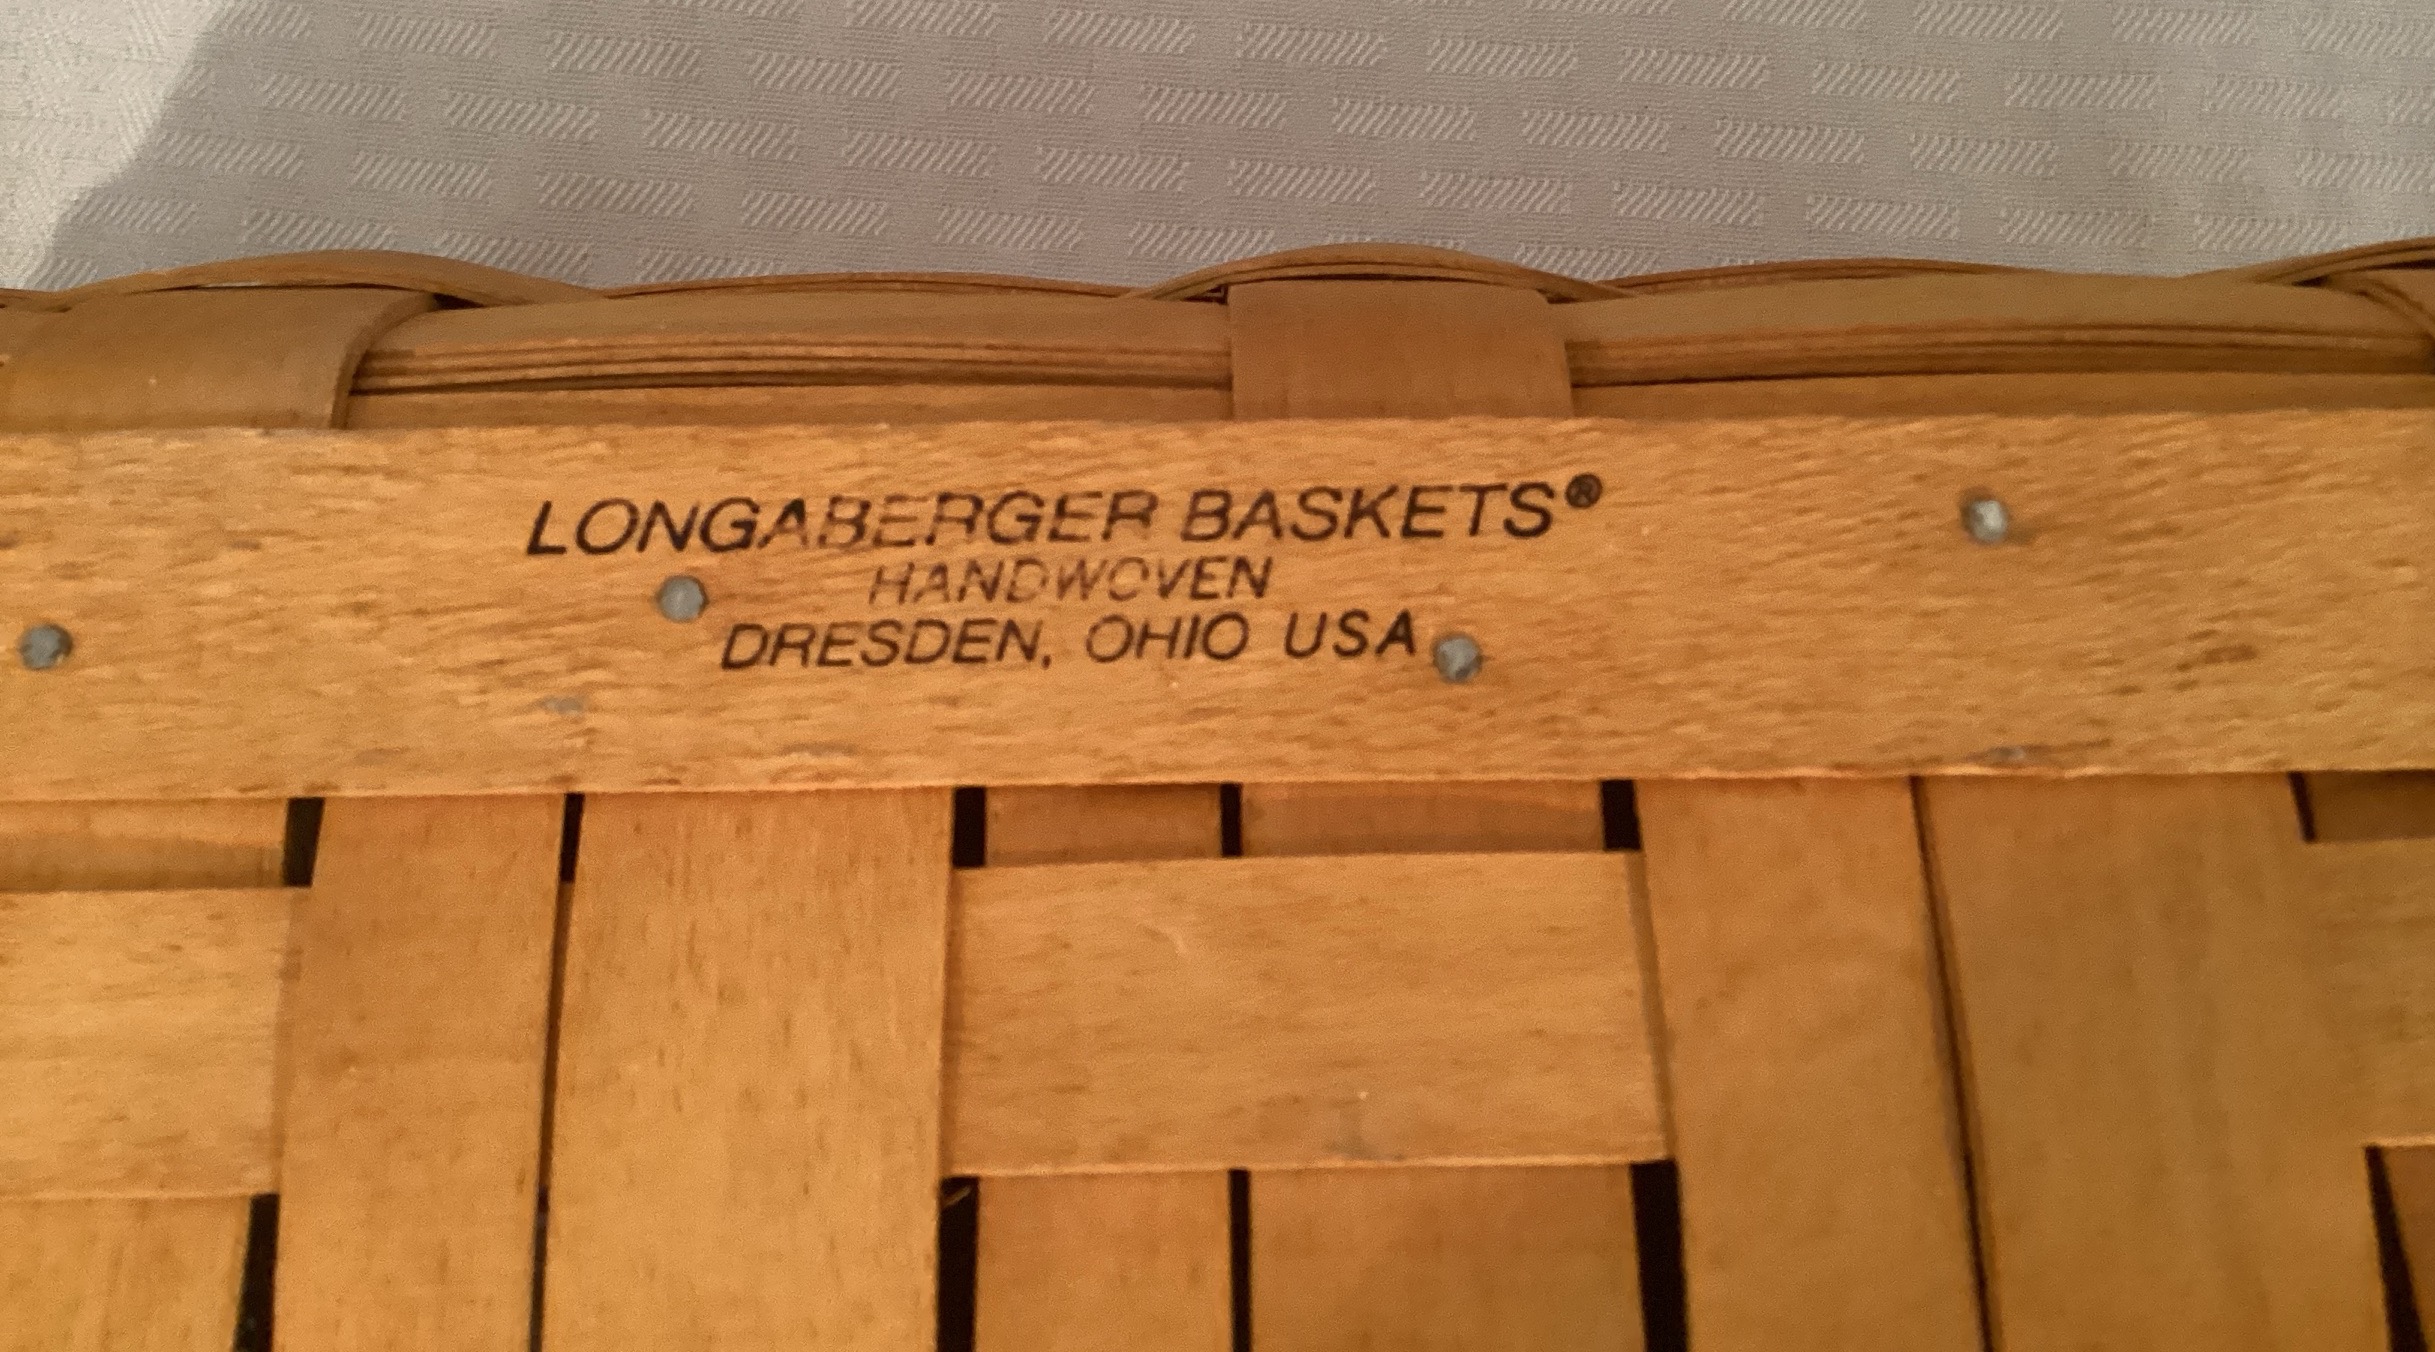 LONGABERGER BASKETS®
HANDWOVEN
DRESDEN, OHIO USA